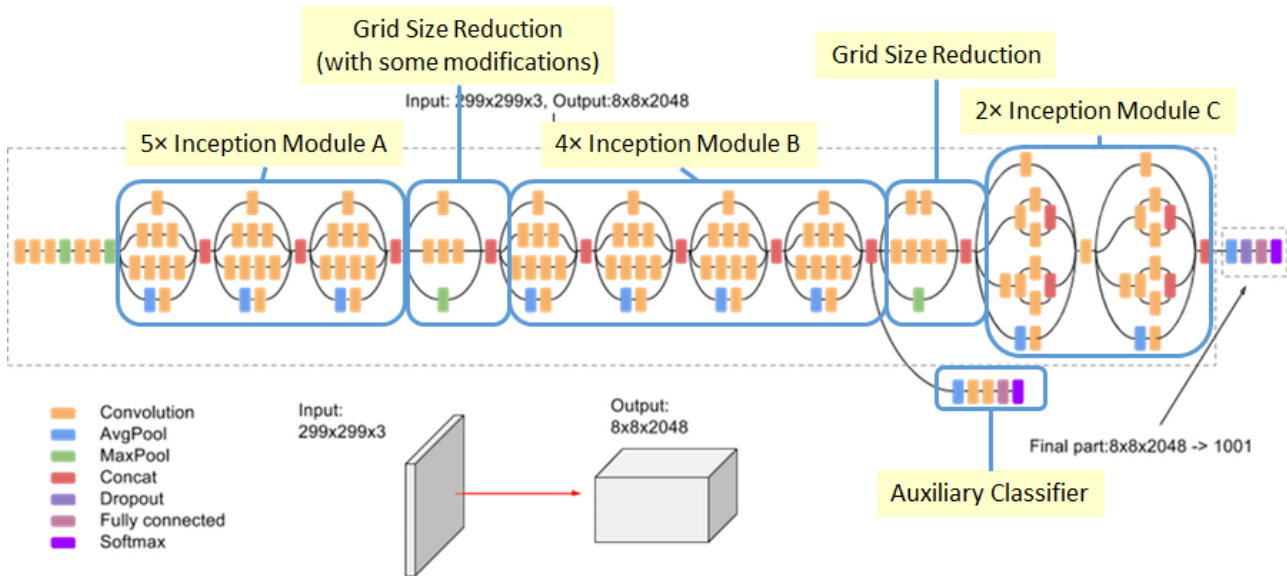 Grid Size Reduction
(with some modifications)
Grid Size Reduction
Input: 299x299x3, Output:8x8x2048
2× Inception Module C
5× Inception Module A
4× Inception Module B
Convolution
AvgPool
MaxPool
Concat
Dropout
Fully connected
Softmax
Input:
299x299x3
Output:
8x8x2048
Final part:8x8x2048 -> 1001
Auxiliary Classifier